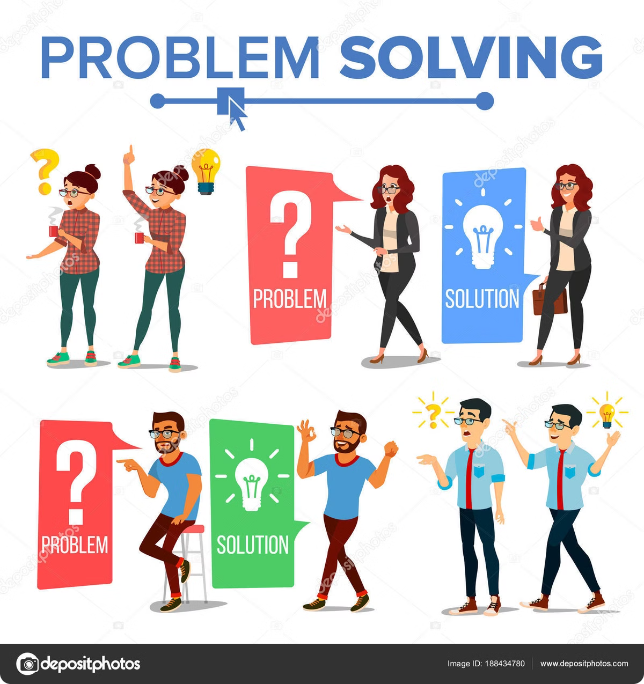 PROBLEM SOLVING
?
?
PROBLEM
SOLUTION
?
?
PROBLEM
SOLUTION
depositphotos
Image ID: 188434780
www.depositphotos.com